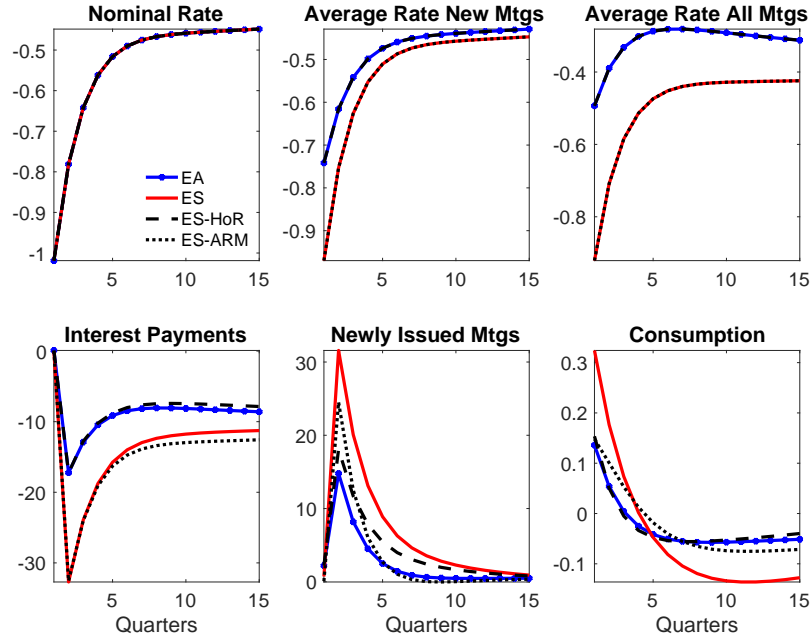 Nominal Rate
-0.45
-0.5
-0.6
-0.7
-0.8
-0.9
-1
EA
ES
ES-HoR
ES-ARM
5 10 15
Average Rate New Mtgs
-0.5
-0.6
-0.7
-0.8
-0.9
5 10 15
Average Rate All Mtgs
-0.4
-0.6
-0.8
5 10 15
Interest Payments
0
-10
-20
-30
5 10 15
Quarters
Newly Issued Mtgs
30
20
10
0
5 10 15
Quarters
Consumption
0.3
0.2
0.1
0
-0.1
5 10 15
Quarters